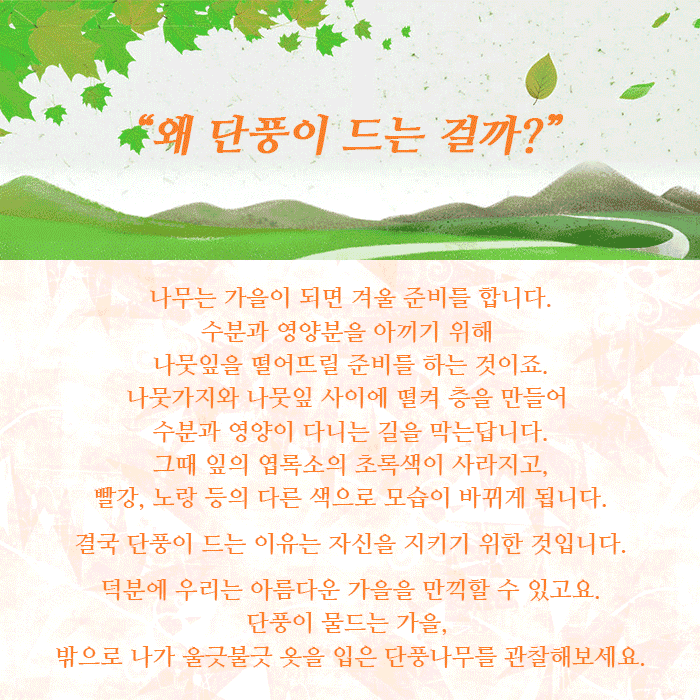 “왜 단풍이 드는 걸까?”
나무는 가을이 되면 겨울 준비를 합니다.
수분과 영양분을 아끼기 위해
나뭇잎을 떨어뜨릴 준비를 하는 것이죠.
나뭇가지와 나뭇잎 사이에 떨켜 층을 만들어
수분과 영양이 다니는 길을 막는답니다.
그때 잎의 엽록소의 초록색이 사라지고,
빨강, 노랑 등의 다른 색으로 모습이 바뀌게 됩니다.
결국 단풍이 드는 이유는 자신을 지키기 위한 것입니다.
덕분에 우리는 아름다운 가을을 만끽할 수 있고요.
단풍이 물드는 가을,
밖으로 나가 울긋불긋 옷을 입은 단풍나무를 관찰해보세요.